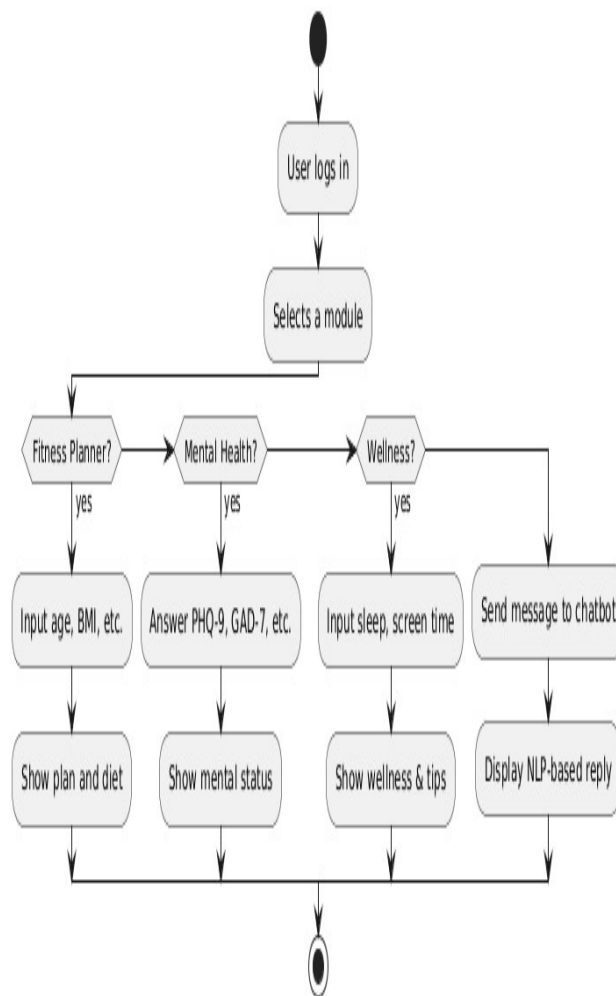 User logs in
Selects a module
Fitness Planner?
Mental Health?
Wellness?
yes
yes
yes
Input age, BMI, etc.
Answer PHQ-9, GAD-7, etc.
Input sleep, screen time
Send message to chatbot
Show plan and diet
Show mental status
Show wellness & tips
Display NLP-based reply